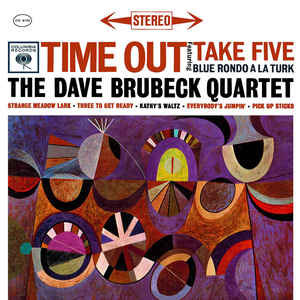 STEREO
COLUMBIA
TIME OUT Featuring TAKE FIVE
BLUE RONDO A LA TURK
THE DAVE BRUBECK QUARTET
STRANGE MEADOW LARK • THREE TO GET READY • KATHY'S WALTZ • EVERYBODY'S JUMPIN' • PICK UP STICKS